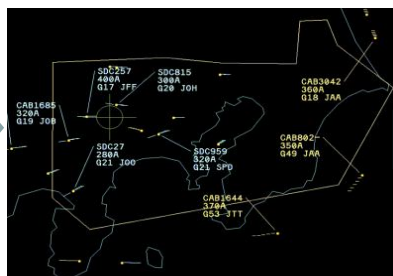 SDC257
400A
G17 JFF
SDC815
300A
G20 JOH
CAB3042
360A
G18 JAA
CAB1685
320A
G19 JOB
SDC27
280A
G21 JOO
SDC959
320A
G21 SPD
CAB802
350A
G49 JAA
CAB1644
370A
G53 JTT